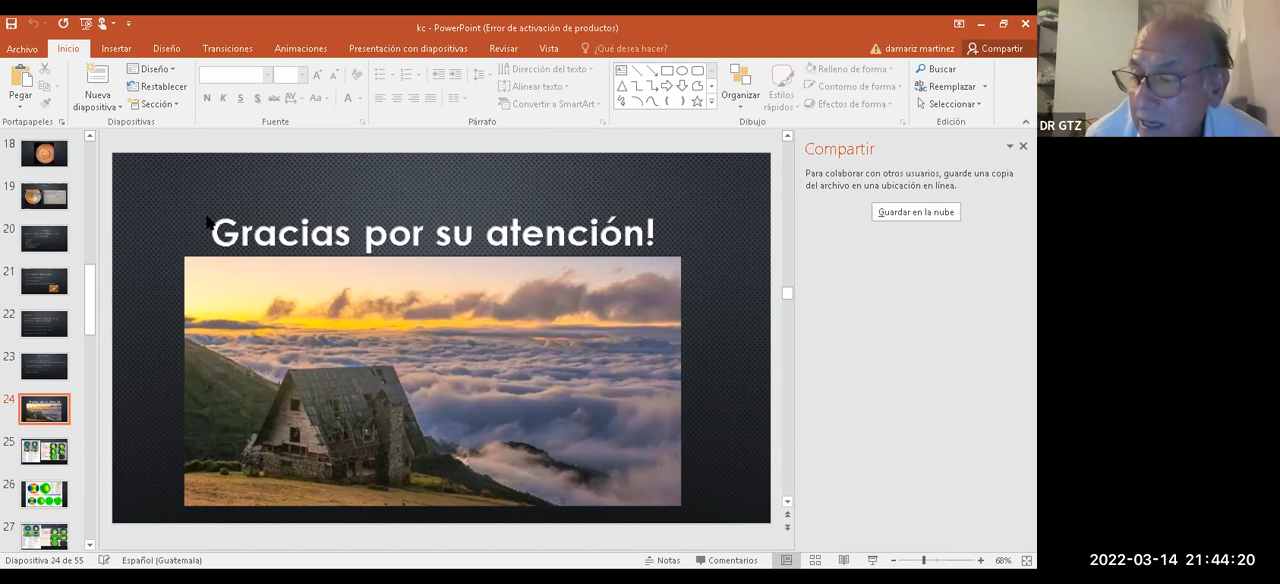 kc - PowerPoint (Error de activación de productos)
Archivo Inicio Insertar Diseño Transiciones Animaciones Presentación con diapositivas Revisar Vista ¿Qué desea hacer? damariz martinez Compartir
Pegar
Nueva diapositiva
Diseño
Restablecer
Sección
N K S S abc AV Aa A
Dirección del texto
Alinear texto
Convertir a SmartArt
Organizar
Estilos rápidos
Relleno de forma
Contorno de forma
Efectos de forma
Buscar
Reemplazar
Seleccionar
Portapapeles Diapositivas Fuente Párrafo Dibujo Edición
DR GTZ
18
19
20
21
22
23
24
25
26
27
Gracias por su atención!
Compartir
Para colaborar con otros usuarios, guarde una copia
del archivo en una ubicación en línea.
Guardar en la nube
Diapositiva 24 de 55 Español (Guatemala) Notas Comentarios 68%
2022-03-14 21:44:20